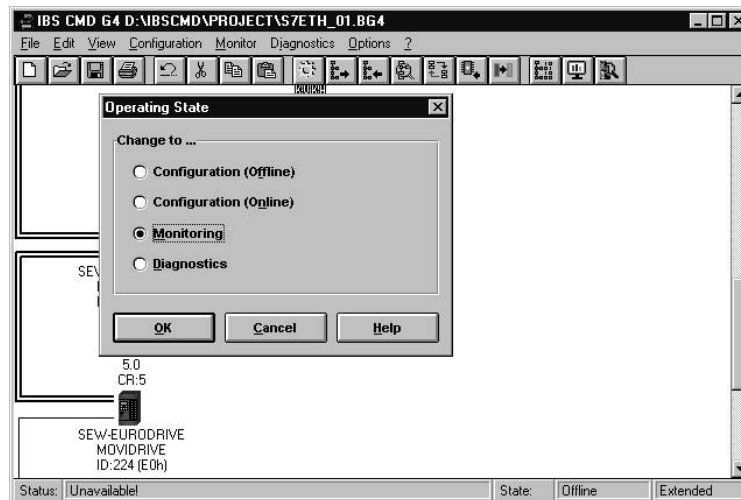 IBS CMD G4 D:\IBSCMD\PROJECT\S7ETH_01.BG4
File Edit View Configuration Monitor Diagnostics Options ?
Operating State
Change to ...
Configuration (Offline)
Configuration (Online)
Monitoring
Diagnostics
OK Cancel Help
5.0
CR:5
SEW-EURODRIVE
MOVIDRIVE
ID:224 (E0h)
Status: Unavailable! State: Offline Extended